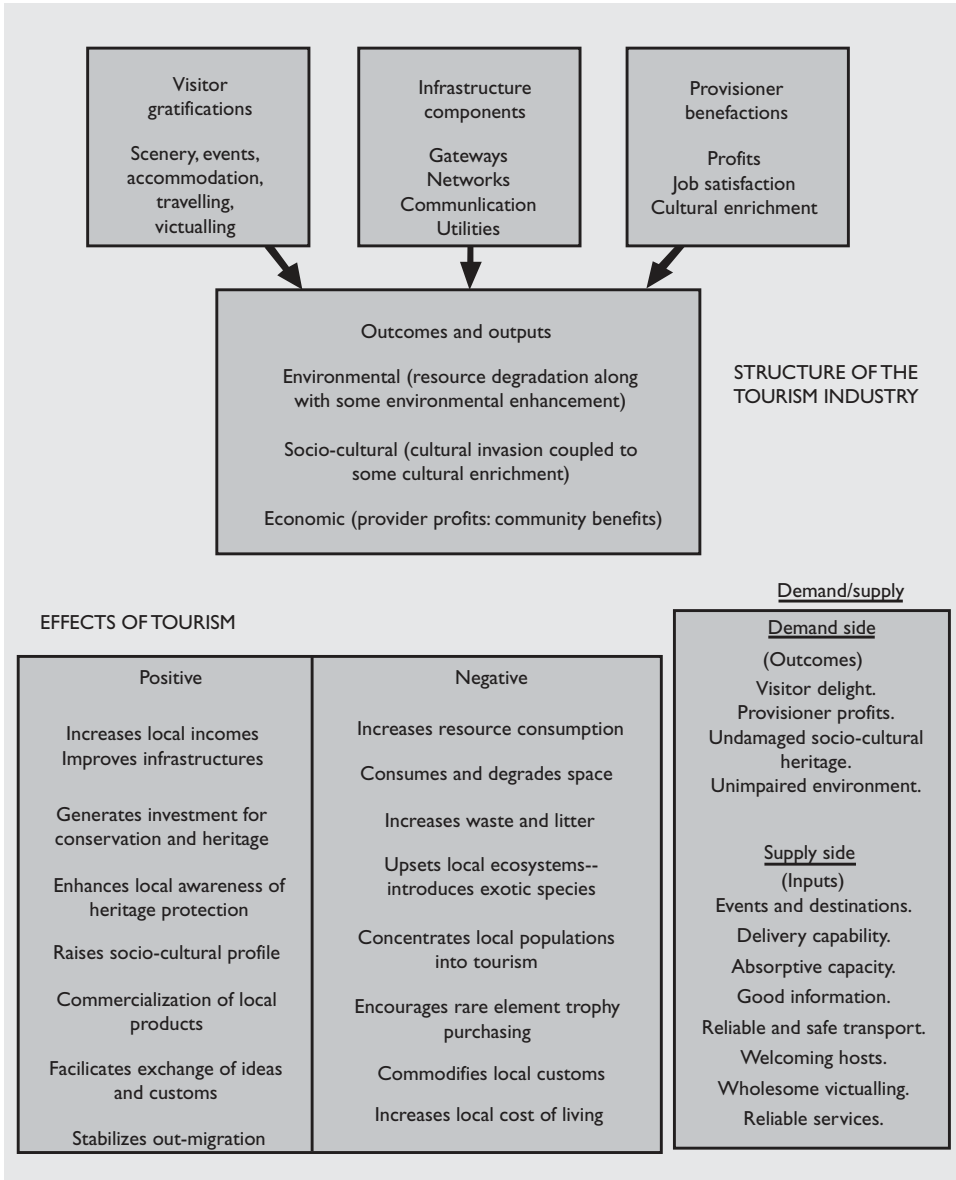 Visitor
gratifications
Scenery, events,
accommodation,
travelling,
victualling
Infrastructure
components
Gateways
Networks
Communlication
Utilities
Provisioner
benefactions
Profits
Job satisfaction
Cultural enrichment
Outcomes and outputs
Environmental (resource degradation along
with some environmental enhancement)
Socio-cultural (cultural invasion coupled to
some cultural enrichment)
Economic (provider profits: community benefits)
STRUCTURE OF THE
TOURISM INDUSTRY
EFFECTS OF TOURISM
Positive
Increases local incomes
Improves infrastructures
Generates investment for
conservation and heritage
Enhances local awareness of
heritage protection
Raises socio-cultural profile
Commercialization of local
products
Facilicates exchange of ideas
and customs
Stabilizes out-migration
Negative
Increases resource consumption
Consumes and degrades space
Increases waste and litter
Upsets local ecosystems--
introduces exotic species
Concentrates local populations
into tourism
Encourages rare element trophy
purchasing
Commodifies local customs
Increases local cost of living
Demand/supply
Demand side
(Outcomes)
Visitor delight.
Provisioner profits.
Undamaged socio-cultural
heritage.
Unimpaired environment.
Supply side
(Inputs)
Events and destinations.
Delivery capability.
Absorptive capacity.
Good information.
Reliable and safe transport.
Welcoming hosts.
Wholesome victualling.
Reliable services.